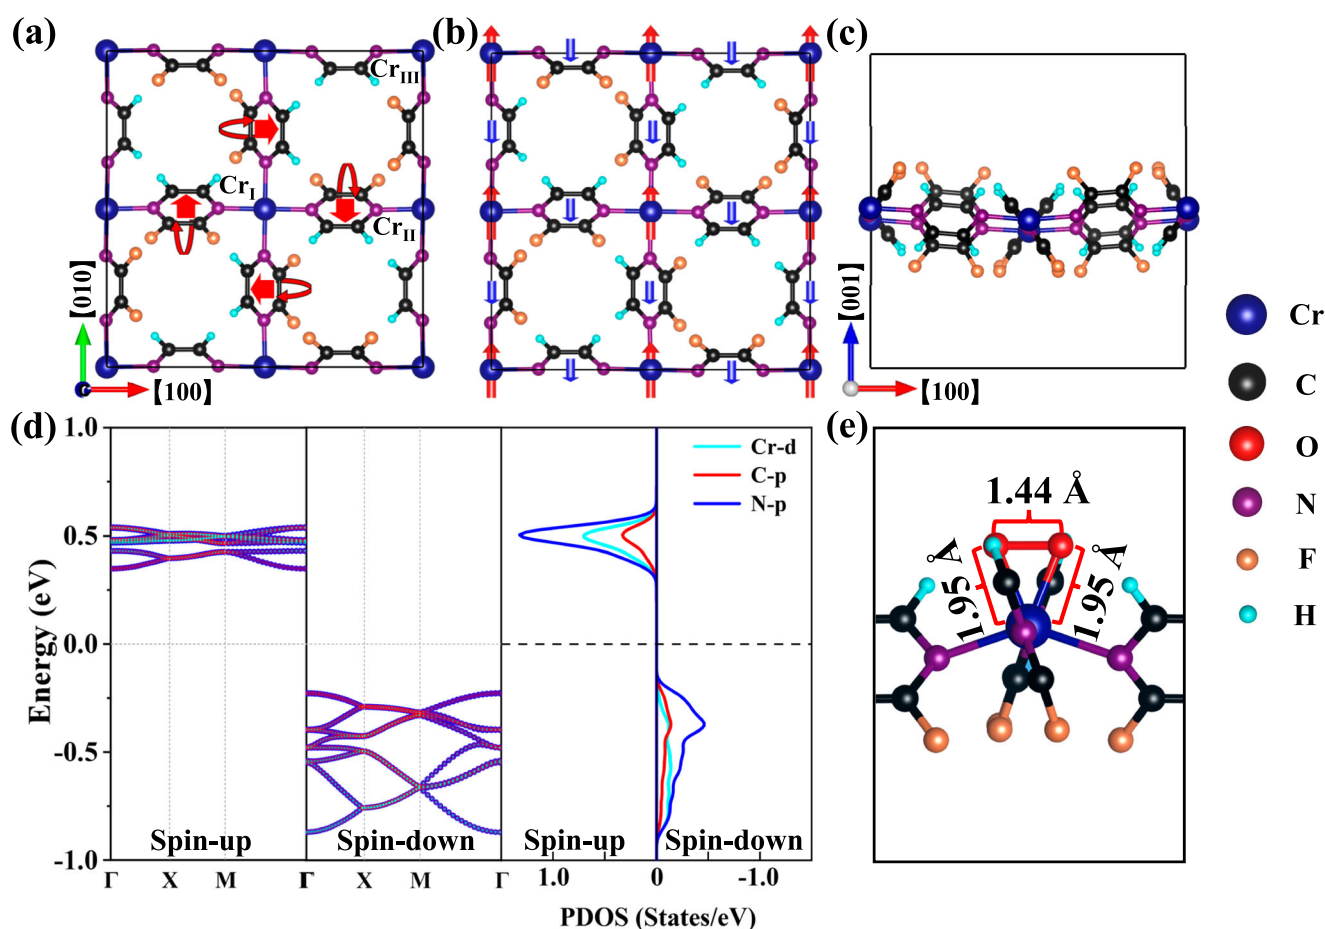 (a)
Cr_III
Cr_I
Cr_II
【010】
【100】
(b)
(c)
【001】
【100】
Cr
C
O
N
F
H
(d)
Energy (eV)
1.0
0.5
0.0
-0.5
-1.0
Spin-up
Spin-down
Spin-up
Spin-down
Cr-d
C-p
N-p
Γ X M Γ X M Γ
1.0 0 -1.0
PDOS (States/eV)
(e)
1.44 Å
1.95 Å
1.95 Å